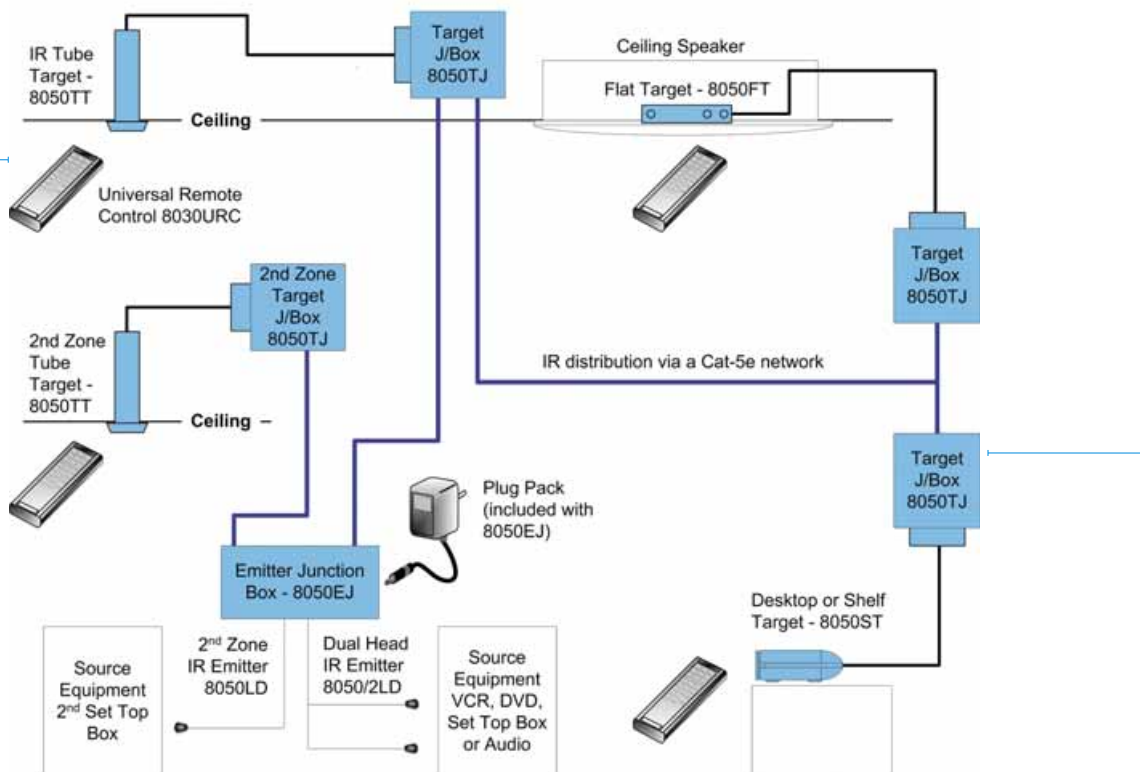 IR Tube
Target -
8050TT
Target
J/Box
8050TJ
Ceiling Speaker
Flat Target - 8050FT
Ceiling
Universal Remote
Control 8030URC
Target
J/Box
8050TJ
2nd Zone
Target
J/Box
8050TJ
2nd Zone
Tube
Target -
8050TT
IR distribution via a Cat-5e network
Ceiling
Target
J/Box
8050TJ
Plug Pack
(included with
8050EJ)
Emitter Junction
Box - 8050EJ
Desktop or Shelf
Target - 8050ST
Source
Equipment
2nd Set Top
Box
2nd Zone
IR Emitter
8050LD
Dual Head
IR Emitter
8050/2LD
Source
Equipment
VCR, DVD,
Set Top Box
or Audio